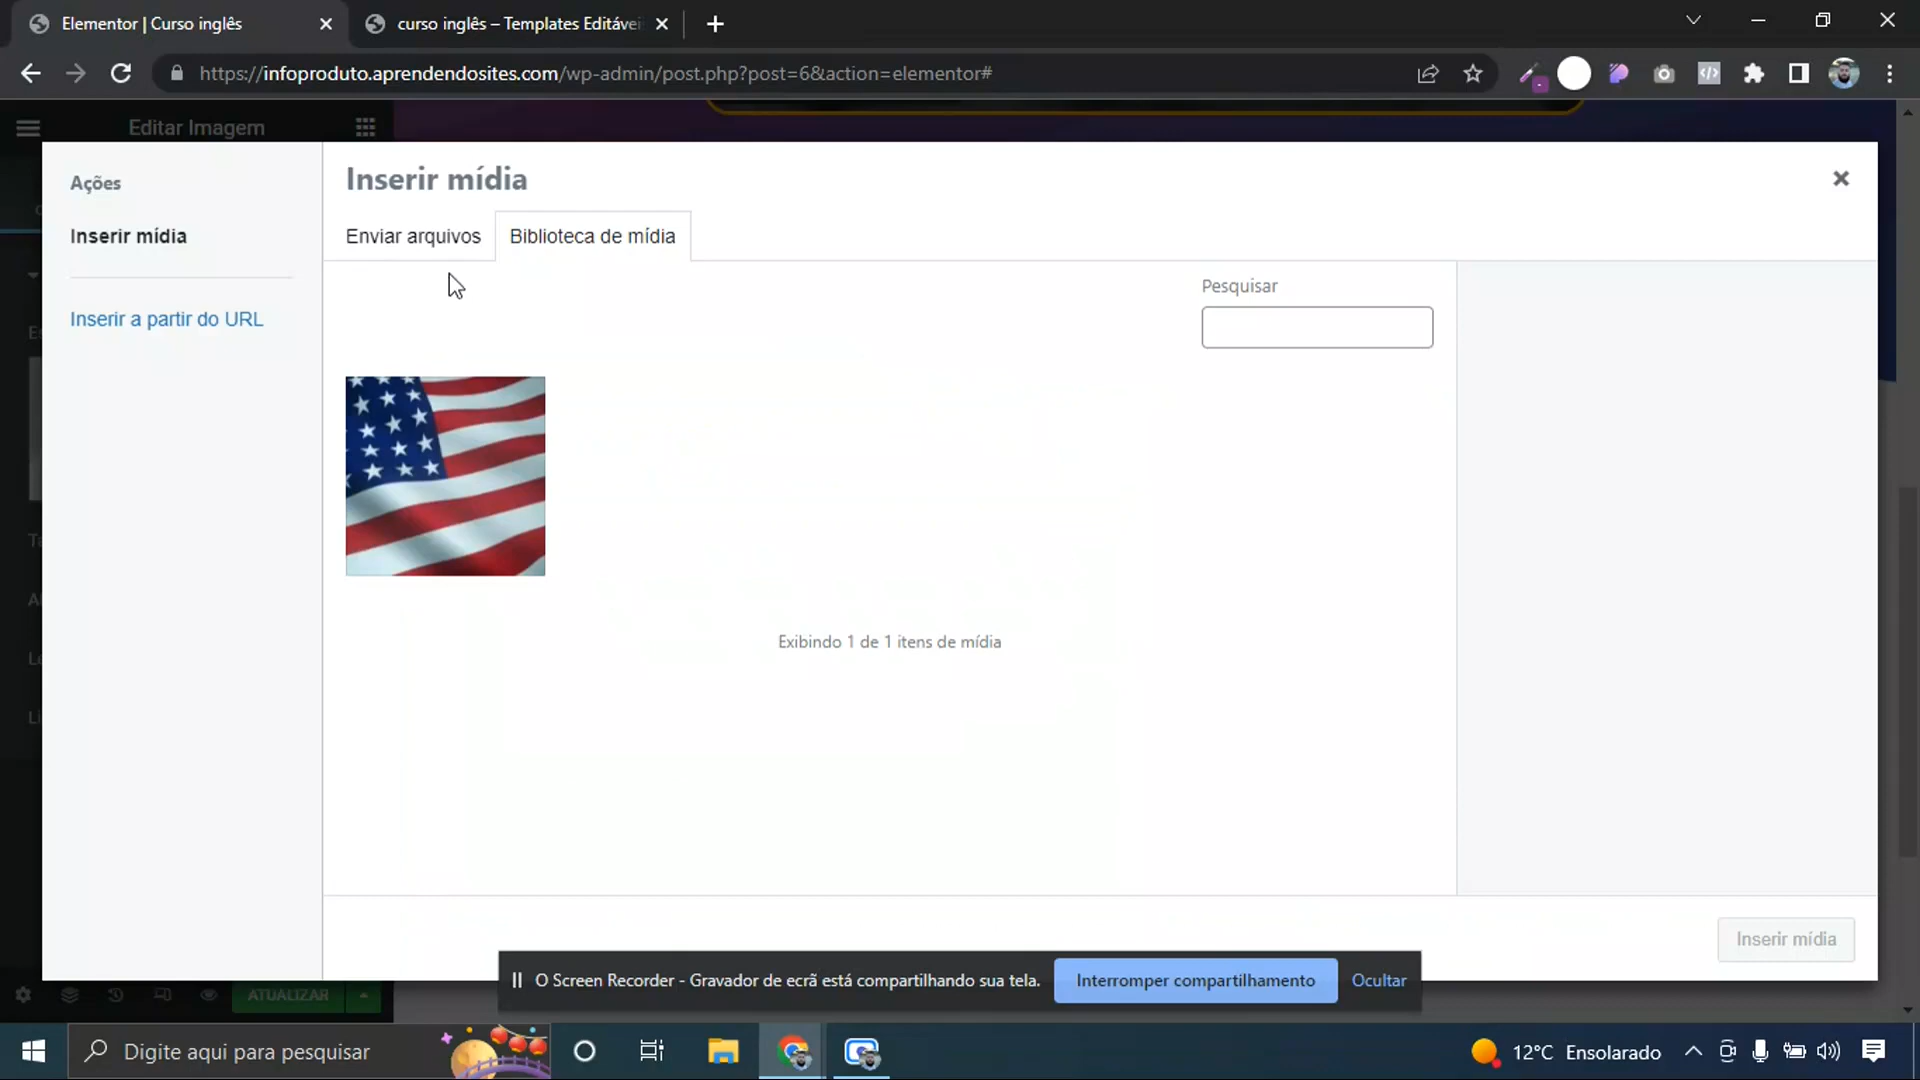 Elementor | Curso inglês
curso inglês – Templates Editávei
https://infoproduto.aprendendosites.com/wp-admin/post.php?post=6&action=elementor#
Editar Imagem
Ações
Inserir mídia
Inserir a partir do URL
Inserir mídia
Enviar arquivos
Biblioteca de mídia
Pesquisar
Exibindo 1 de 1 itens de mídia
Inserir mídia
ATUALIZAR
O Screen Recorder - Gravador de ecrã está compartilhando sua tela.
Interromper compartilhamento
Ocultar
Digite aqui para pesquisar
12°C Ensolarado